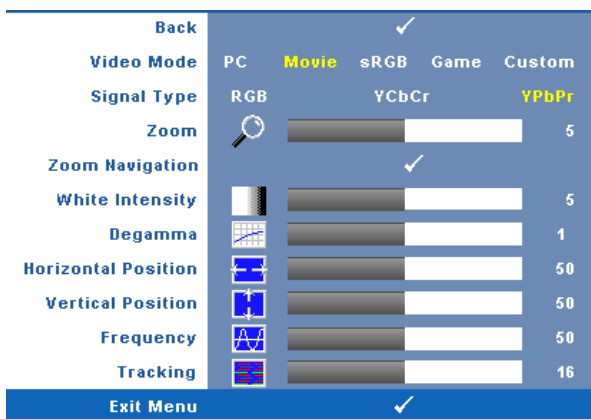 Back
Video Mode PC Movie sRGB Game Custom
Signal Type RGB YCbCr YPbPr
Zoom 5
Zoom Navigation
White Intensity 5
Degamma 1
Horizontal Position 50
Vertical Position 50
Frequency 50
Tracking 16
Exit Menu